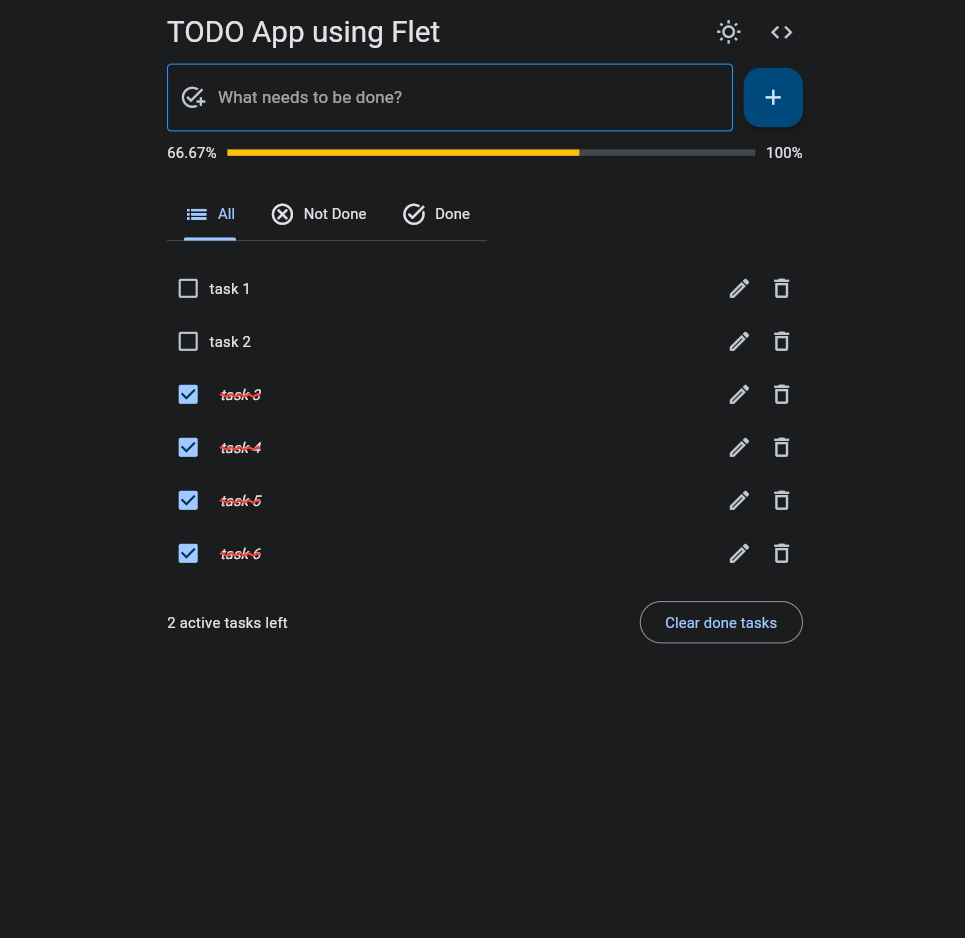 TODO App using Flet
What needs to be done?
66.67% 100%
All Not Done Done
task 1
task 2
task 3
task 4
task 5
task 6
2 active tasks left Clear done tasks